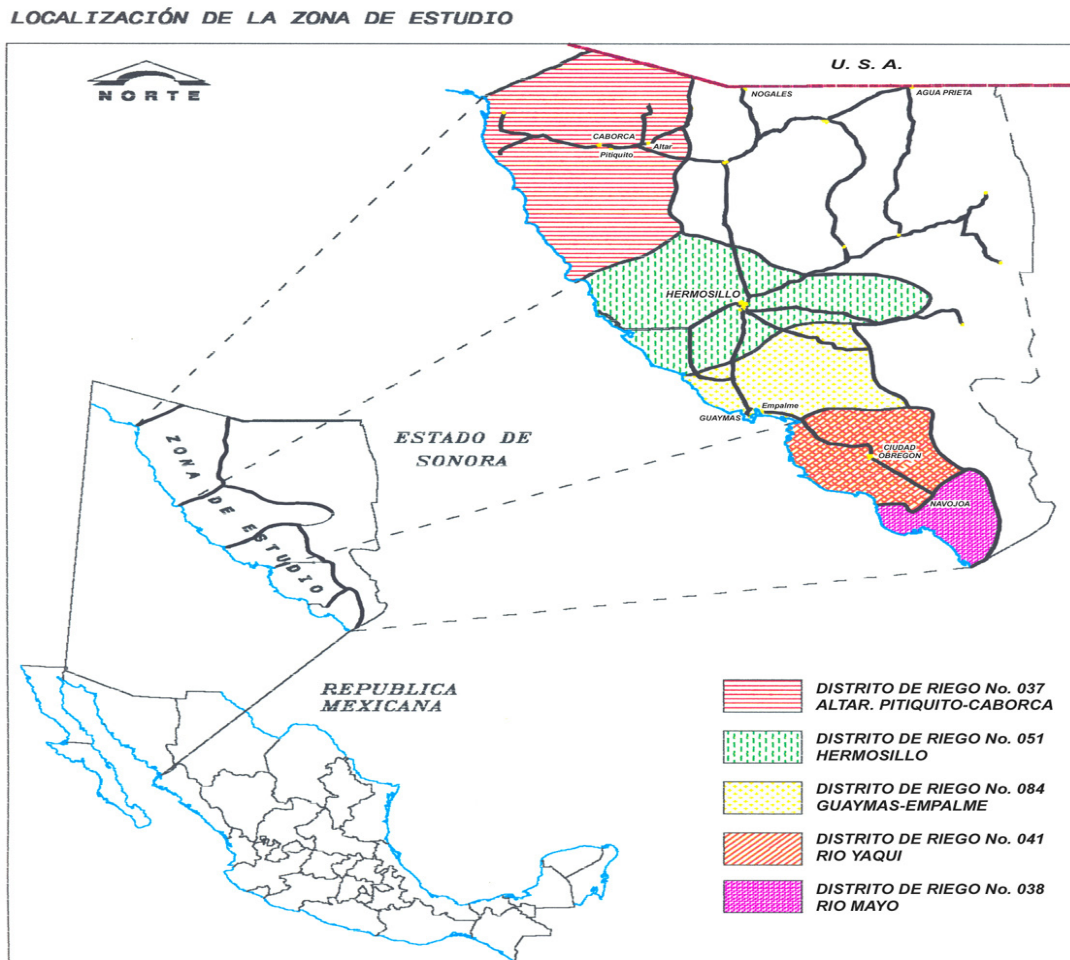 LOCALIZACIÓN DE LA ZONA DE ESTUDIO
NORTE
U. S. A.
NOGALES
AGUA PRIETA
CABORCA
Altar
Pitiquito
HERMOSILLO
Empalme
GUAYMAS
CIUDAD
OBREGON
NAVOJOA
ESTADO DE
SONORA
ZONA DE ESTUDIO
REPUBLICA
MEXICANA
DISTRITO DE RIEGO No. 037
ALTAR. PITIQUITO-CABORCA
DISTRITO DE RIEGO No. 051
HERMOSILLO
DISTRITO DE RIEGO No. 084
GUAYMAS-EMPALME
DISTRITO DE RIEGO No. 041
RIO YAQUI
DISTRITO DE RIEGO No. 038
RIO MAYO